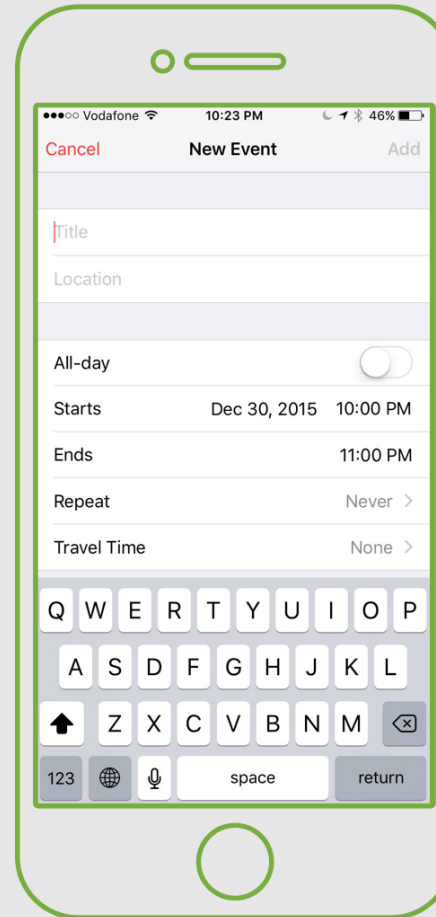 Vodafone 10:23 PM 46%
Cancel New Event Add
Title
Location
All-day
Starts Dec 30, 2015 10:00 PM
Ends 11:00 PM
Repeat Never >
Travel Time None >
Q W E R T Y U I O P
A S D F G H J K L
Z X C V B N M
123 space return